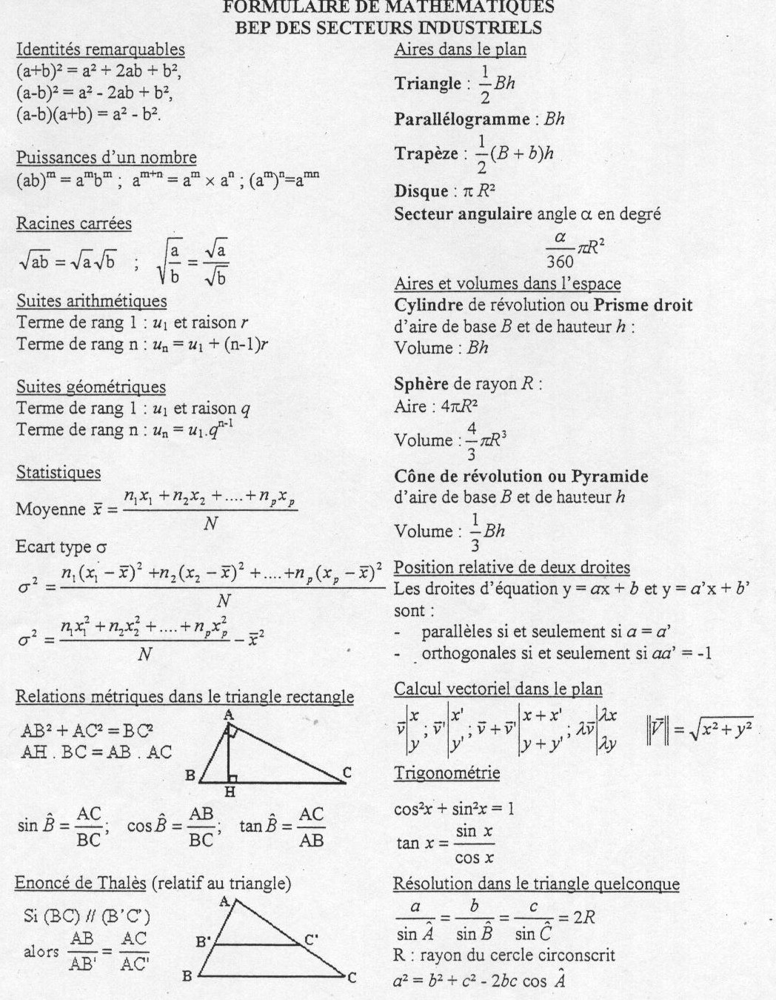 FORMULAIRE DE MATHEMATIQUES
BEP DES SECTEURS INDUSTRIELS
Identités remarquables
(a+b)² = a² + 2ab + b²,
(a-b)² = a² - 2ab + b²,
(a-b)(a+b) = a² - b².
Puissances d'un nombre
(ab)^m = a^m b^m ; a^(m+n) = a^m × a^n ; (a^m)^n=a^(mn)
Racines carrées
√(ab) = √a√b ; √(a/b) = √a/√b
Suites arithmétiques
Terme de rang 1 : u₁ et raison r
Terme de rang n : uₙ = u₁ + (n-1)r
Suites géométriques
Terme de rang 1 : u₁ et raison q
Terme de rang n : uₙ = u₁.q^(n-1)
Statistiques
Moyenne x̄ = (n₁x₁ + n₂x₂ + .... + nₚxₚ)/N
Ecart type σ
σ² = (n₁(x₁ - x̄)² + n₂(x₂ - x̄)² + .... + nₚ(xₚ - x̄)²)/N
σ² = (n₁x₁² + n₂x₂² + .... + nₚxₚ²)/N - x̄²
Relations métriques dans le triangle rectangle
AB² + AC² = BC²
AH . BC = AB . AC
A
B
C
H
sin B̂ = AC/BC; cos B̂ = AB/BC; tan B̂ = AC/AB
Enoncé de Thalès (relatif au triangle)
Si (BC) // (B'C')
alors AB/AB' = AC/AC'
A
B'
C'
B
C
Aires dans le plan
Triangle : 1/2 Bh
Parallélogramme : Bh
Trapèze : 1/2 (B + b)h
Disque : π R²
Secteur angulaire angle α en degré
α/360 πR²
Aires et volumes dans l'espace
Cylindre de révolution ou Prisme droit
d'aire de base B et de hauteur h :
Volume : Bh
Sphère de rayon R :
Aire : 4πR²
Volume : 4/3 πR³
Cône de révolution ou Pyramide
d'aire de base B et de hauteur h
Volume : 1/3 Bh
Position relative de deux droites
Les droites d'équation y = ax + b et y = a'x + b'
sont :
- parallèles si et seulement si a = a'
- orthogonales si et seulement si aa' = -1
Calcul vectoriel dans le plan
v⃗ |x y ; v⃗' |x' y' ; v⃗ + v⃗' |x + x' y + y' ; λv⃗ |λx λy ‖V⃗‖ = √(x² + y²)
Trigonométrie
cos²x + sin²x = 1
tan x = sin x/cos x
Résolution dans le triangle quelconque
a/sin Â = b/sin B̂ = c/sin Ĉ = 2R
R : rayon du cercle circonscrit
a² = b² + c² - 2bc cos Â